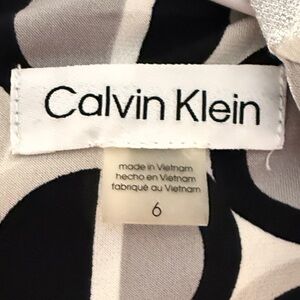 Calvin Klein
made in Vietnam
hecho en Vietnam
fabriqué au Vietnam
6